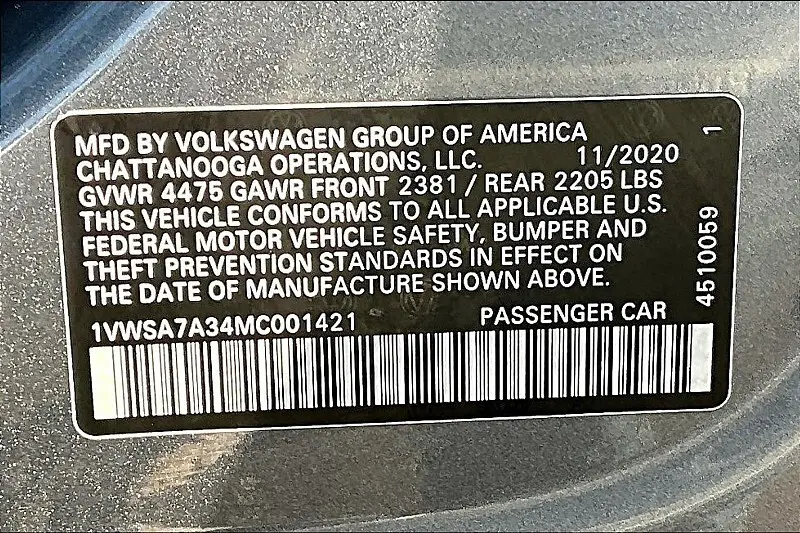 MFD BY VOLKSWAGEN GROUP OF AMERICA
CHATTANOOGA OPERATIONS, LLC. 11/2020
GVWR 4475 GAWR FRONT 2381 / REAR 2205 LBS
THIS VEHICLE CONFORMS TO ALL APPLICABLE U.S.
FEDERAL MOTOR VEHICLE SAFETY, BUMPER AND
THEFT PREVENTION STANDARDS IN EFFECT ON
THE DATE OF MANUFACTURE SHOWN ABOVE.
1VWSA7A34MC001421 PASSENGER CAR
4510059 1